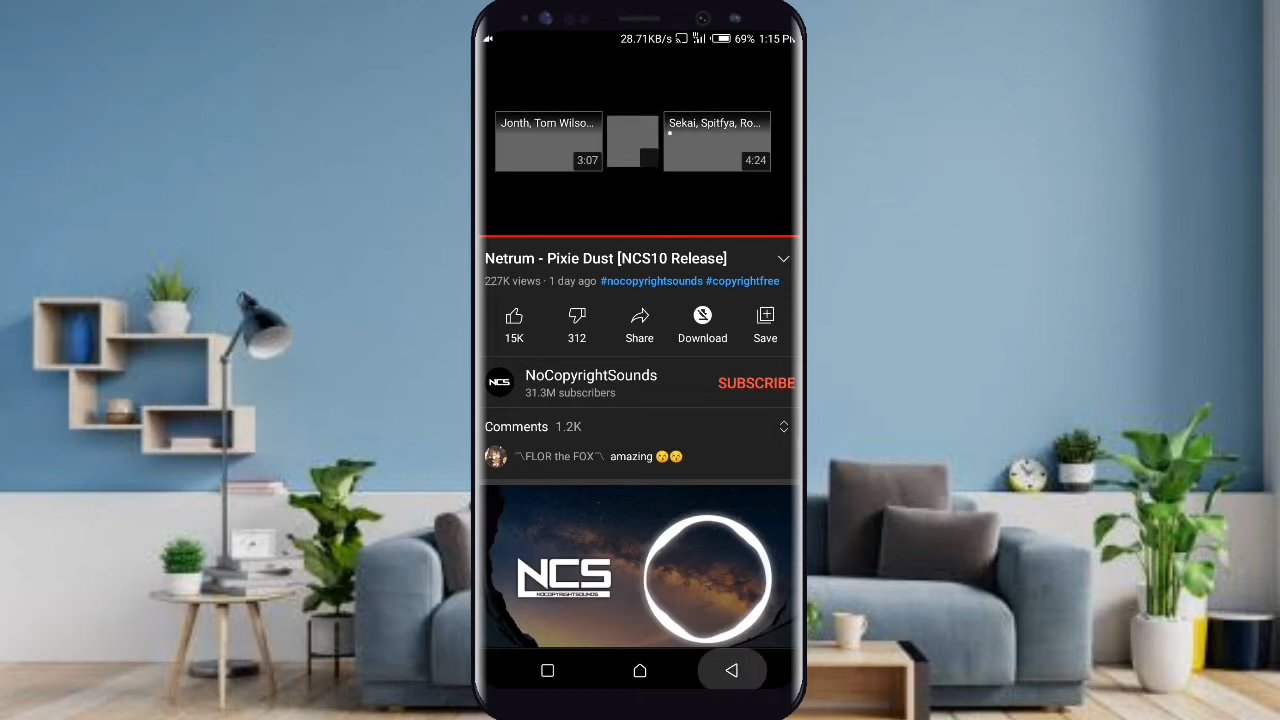 28.71KB/s 69% 1:15 PM
Jonth, Tom Wilso...
3:07
Sekai, Spitfya, Ro...
4:24
Netrum - Pixie Dust [NCS10 Release]
227K views · 1 day ago #nocopyrightsounds #copyrightfree
15K
312
Share
Download
Save
NCS
NoCopyrightSounds
31.3M subscribers
SUBSCRIBE
Comments 1.2K
〽FLOR the FOX〽 amazing 😚😚
NCS
NOCOPYRIGHTSOUNDS